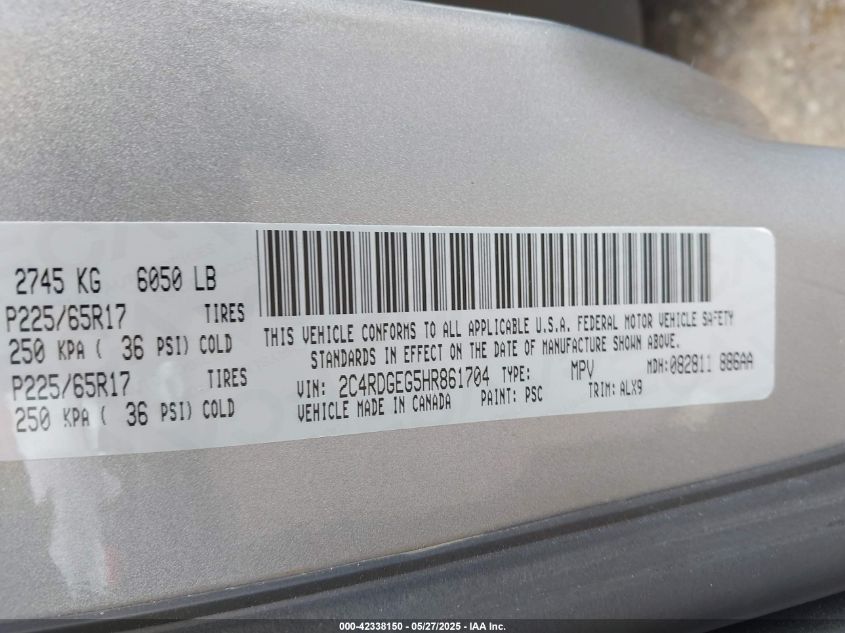 2745 KG 6050 LB
P225/65R17 TIRES
250 KPA ( 36 PSI) COLD
P225/65R17 TIRES
250 KPA ( 36 PSI) COLD
THIS VEHICLE CONFORMS TO ALL APPLICABLE U.S.A. FEDERAL MOTOR VEHICLE SAFETY
STANDARDS IN EFFECT ON THE DATE OF MANUFACTURE SHOWN ABOVE.
VIN: 2C4RDGEG5HR861704 TYPE: MPV MDH:082811 886AA
VEHICLE MADE IN CANADA PAINT: PSC TRIM: ALX9
000-42338150 — 05/27/2025 — IAA Inc.